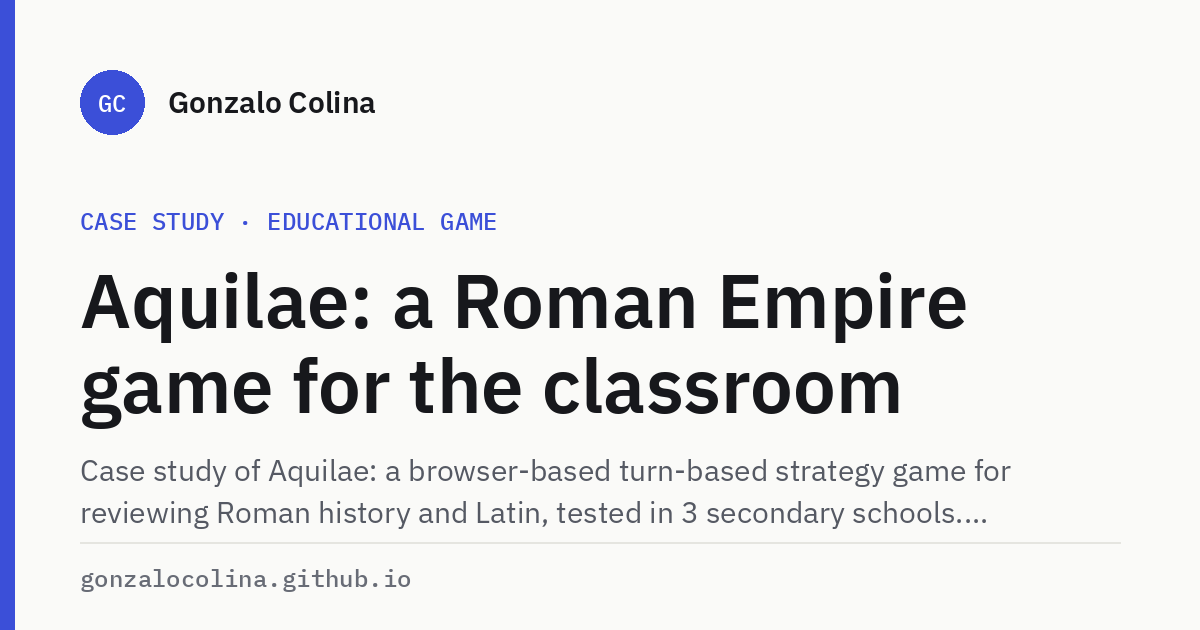 GC
Gonzalo Colina
CASE STUDY · EDUCATIONAL GAME
Aquilae: a Roman Empire
game for the classroom
Case study of Aquilae: a browser-based turn-based strategy game for
reviewing Roman history and Latin, tested in 3 secondary schools.…
gonzalocolina.github.io